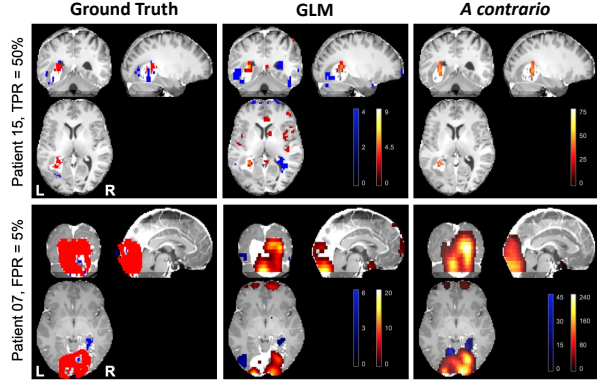 Ground Truth
GLM
A contrario
Patient 15, TPR = 50%
L
R
4
2
0
9
4.5
0
75
50
25
0
Patient 07, FPR = 5%
L
R
6
3
0
20
10
0
45
30
15
0
240
160
80
0